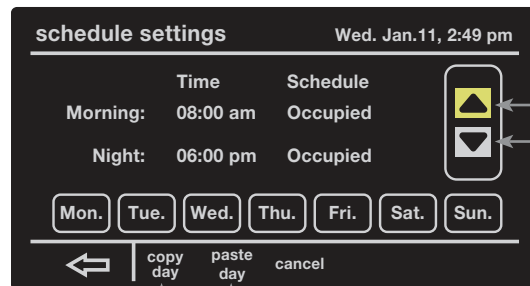 schedule settings Wed. Jan.11, 2:49 pm
Time Schedule
Morning: 08:00 am Occupied
Night: 06:00 pm Occupied
Mon. Tue. Wed. Thu. Fri. Sat. Sun.
copy day paste day cancel